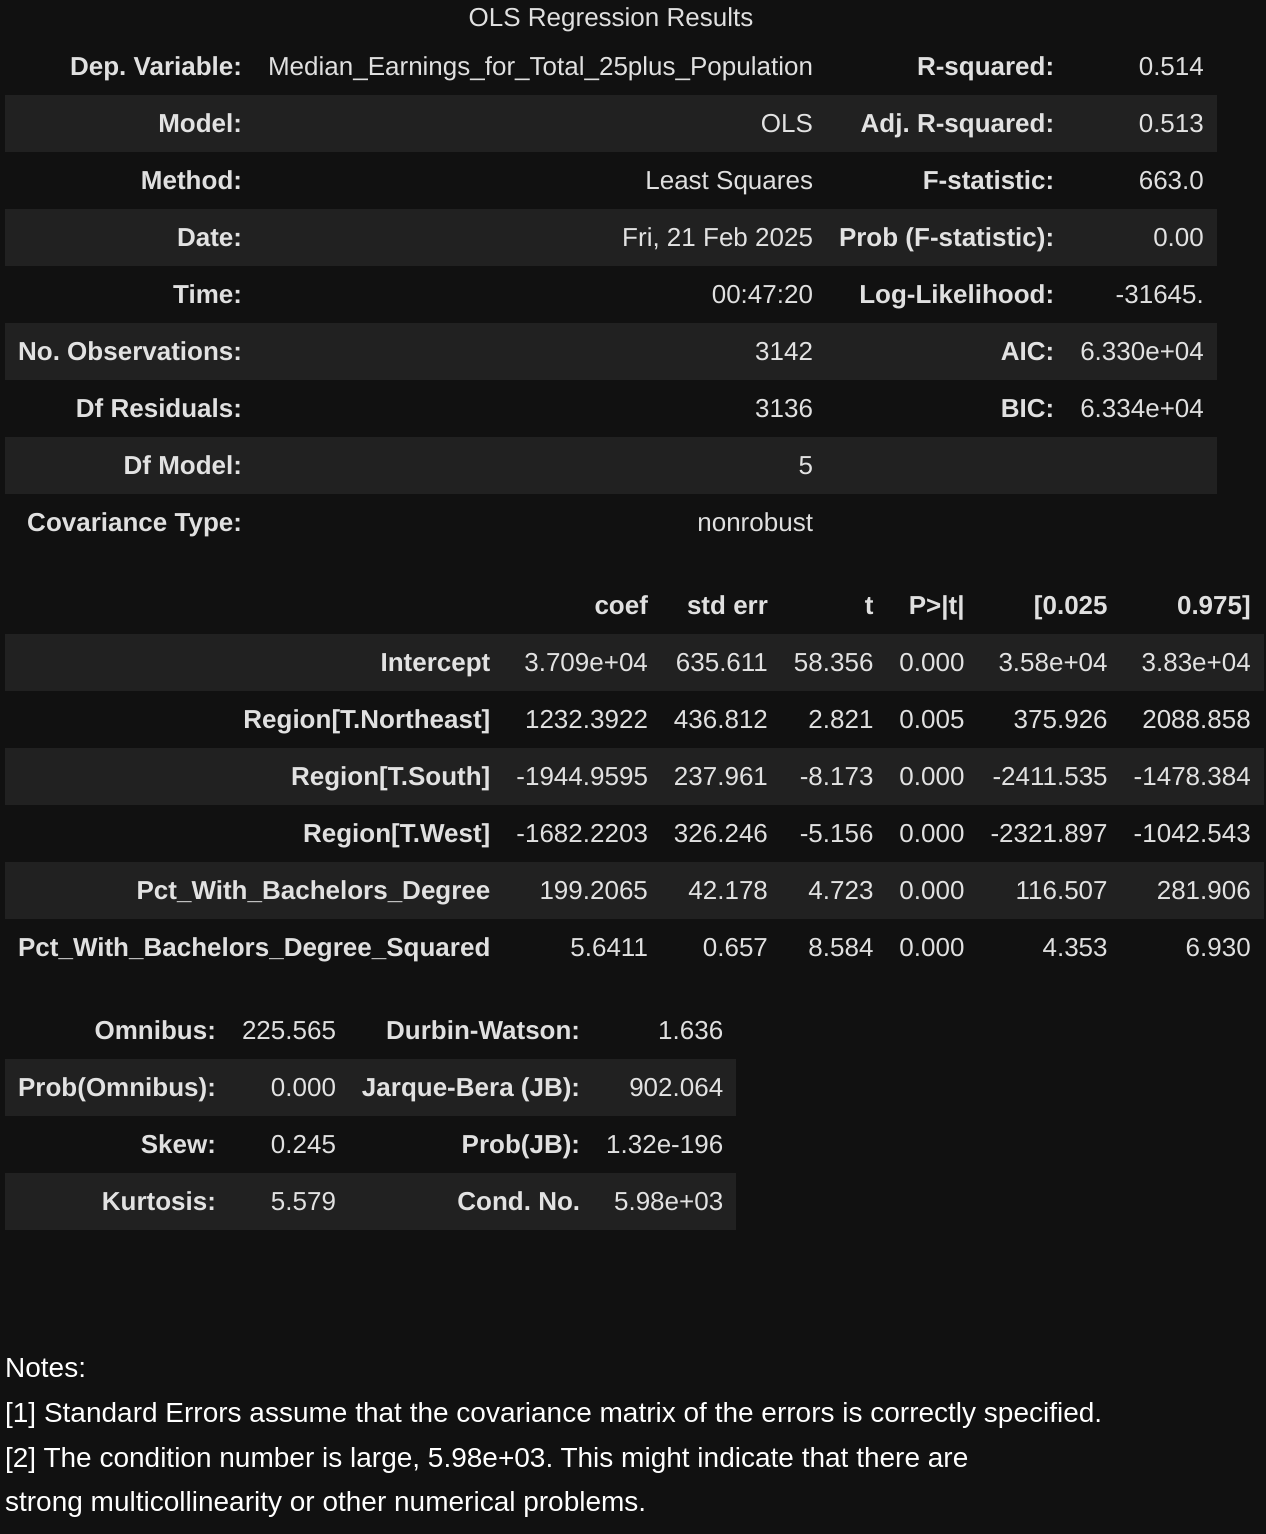 OLS Regression Results
Dep. Variable: Median_Earnings_for_Total_25plus_Population R-squared: 0.514
Model: OLS Adj. R-squared: 0.513
Method: Least Squares F-statistic: 663.0
Date: Fri, 21 Feb 2025 Prob (F-statistic): 0.00
Time: 00:47:20 Log-Likelihood: -31645.
No. Observations: 3142 AIC: 6.330e+04
Df Residuals: 3136 BIC: 6.334e+04
Df Model: 5
Covariance Type: nonrobust
coef std err t P>|t| [0.025 0.975]
Intercept 3.709e+04 635.611 58.356 0.000 3.58e+04 3.83e+04
Region[T.Northeast] 1232.3922 436.812 2.821 0.005 375.926 2088.858
Region[T.South] -1944.9595 237.961 -8.173 0.000 -2411.535 -1478.384
Region[T.West] -1682.2203 326.246 -5.156 0.000 -2321.897 -1042.543
Pct_With_Bachelors_Degree 199.2065 42.178 4.723 0.000 116.507 281.906
Pct_With_Bachelors_Degree_Squared 5.6411 0.657 8.584 0.000 4.353 6.930
Omnibus: 225.565 Durbin-Watson: 1.636
Prob(Omnibus): 0.000 Jarque-Bera (JB): 902.064
Skew: 0.245 Prob(JB): 1.32e-196
Kurtosis: 5.579 Cond. No. 5.98e+03
Notes:
[1] Standard Errors assume that the covariance matrix of the errors is correctly specified.
[2] The condition number is large, 5.98e+03. This might indicate that there are
strong multicollinearity or other numerical problems.